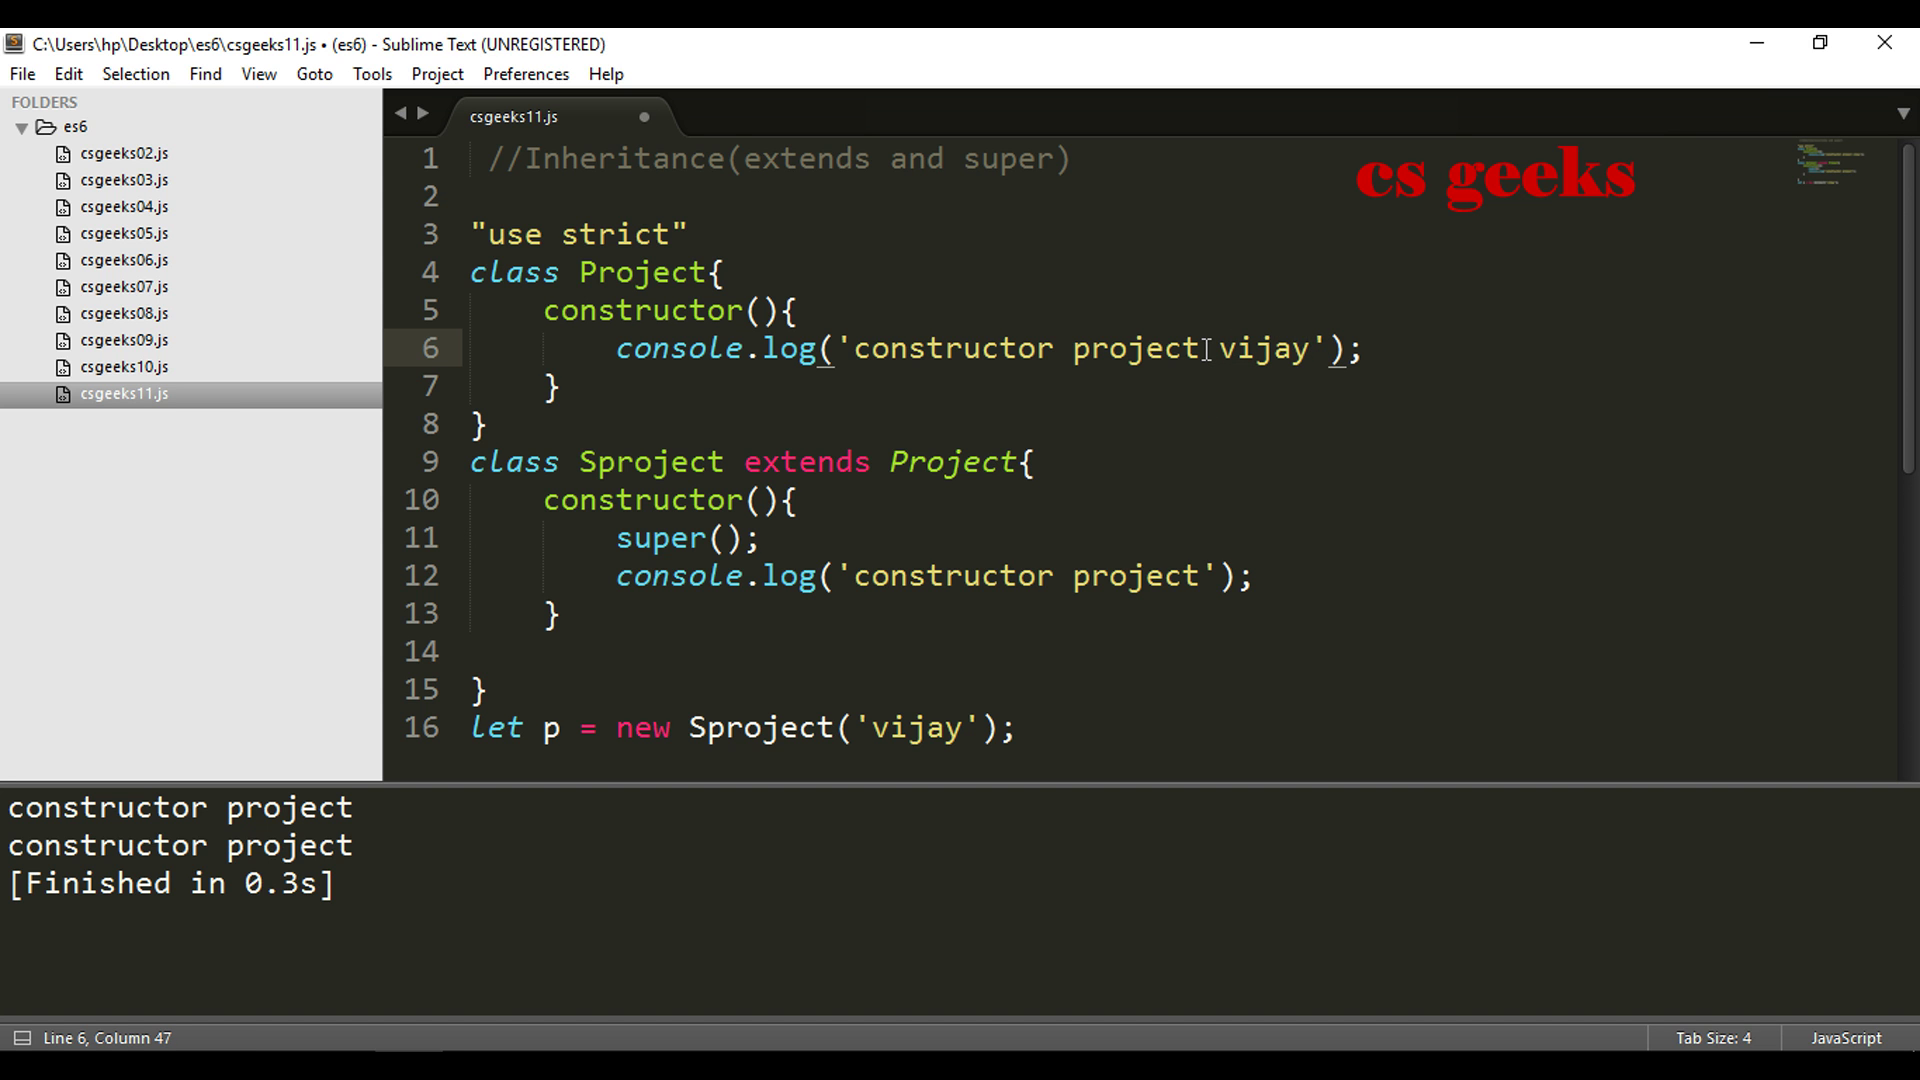 C:\Users\hp\Desktop\es6\csgeeks11.js • (es6) - Sublime Text (UNREGISTERED)
File Edit Selection Find View Goto Tools Project Preferences Help
FOLDERS
es6
csgeeks02.js
csgeeks03.js
csgeeks04.js
csgeeks05.js
csgeeks06.js
csgeeks07.js
csgeeks08.js
csgeeks09.js
csgeeks10.js
csgeeks11.js
csgeeks11.js
cs geeks
1 //Inheritance(extends and super)
2
3 "use strict"
4 class Project{
5 constructor(){
6 console.log('constructor project vijay');
7 }
8 }
9 class Sproject extends Project{
10 constructor(){
11 super();
12 console.log('constructor project');
13 }
14
15 }
16 let p = new Sproject('vijay');
constructor project
constructor project
[Finished in 0.3s]
Line 6, Column 47
Tab Size: 4
JavaScript